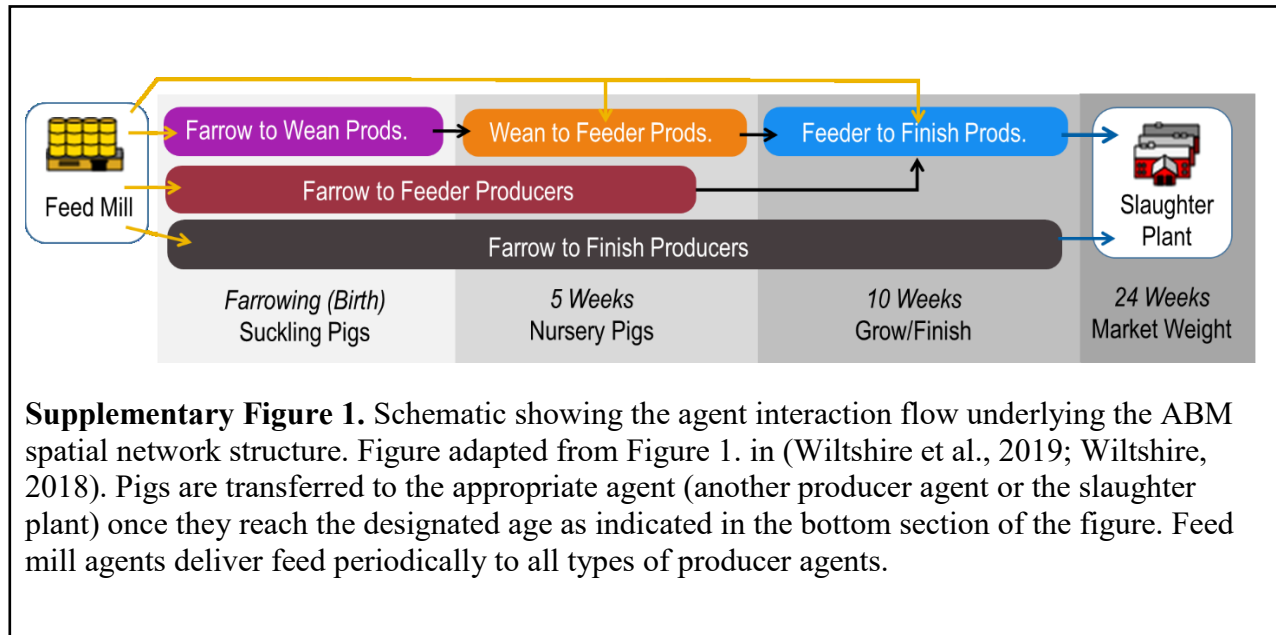 Feed Mill
Farrow to Wean Prods.
Wean to Feeder Prods.
Feeder to Finish Prods.
Farrow to Feeder Producers
Farrow to Finish Producers
Slaughter
Plant
Farrowing (Birth)
Suckling Pigs
5 Weeks
Nursery Pigs
10 Weeks
Grow/Finish
24 Weeks
Market Weight
Supplementary Figure 1. Schematic showing the agent interaction flow underlying the ABM
spatial network structure. Figure adapted from Figure 1. in (Wiltshire et al., 2019; Wiltshire,
2018). Pigs are transferred to the appropriate agent (another producer agent or the slaughter
plant) once they reach the designated age as indicated in the bottom section of the figure. Feed
mill agents deliver feed periodically to all types of producer agents.